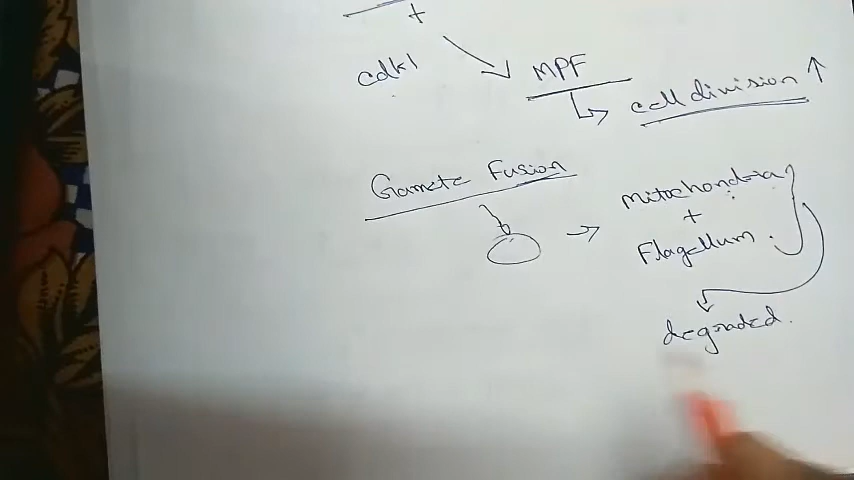 +
cdk1
MPF
↳ cell division ↑
Gamete Fusion
→ mitochondria
+
Flagellum.
degraded.